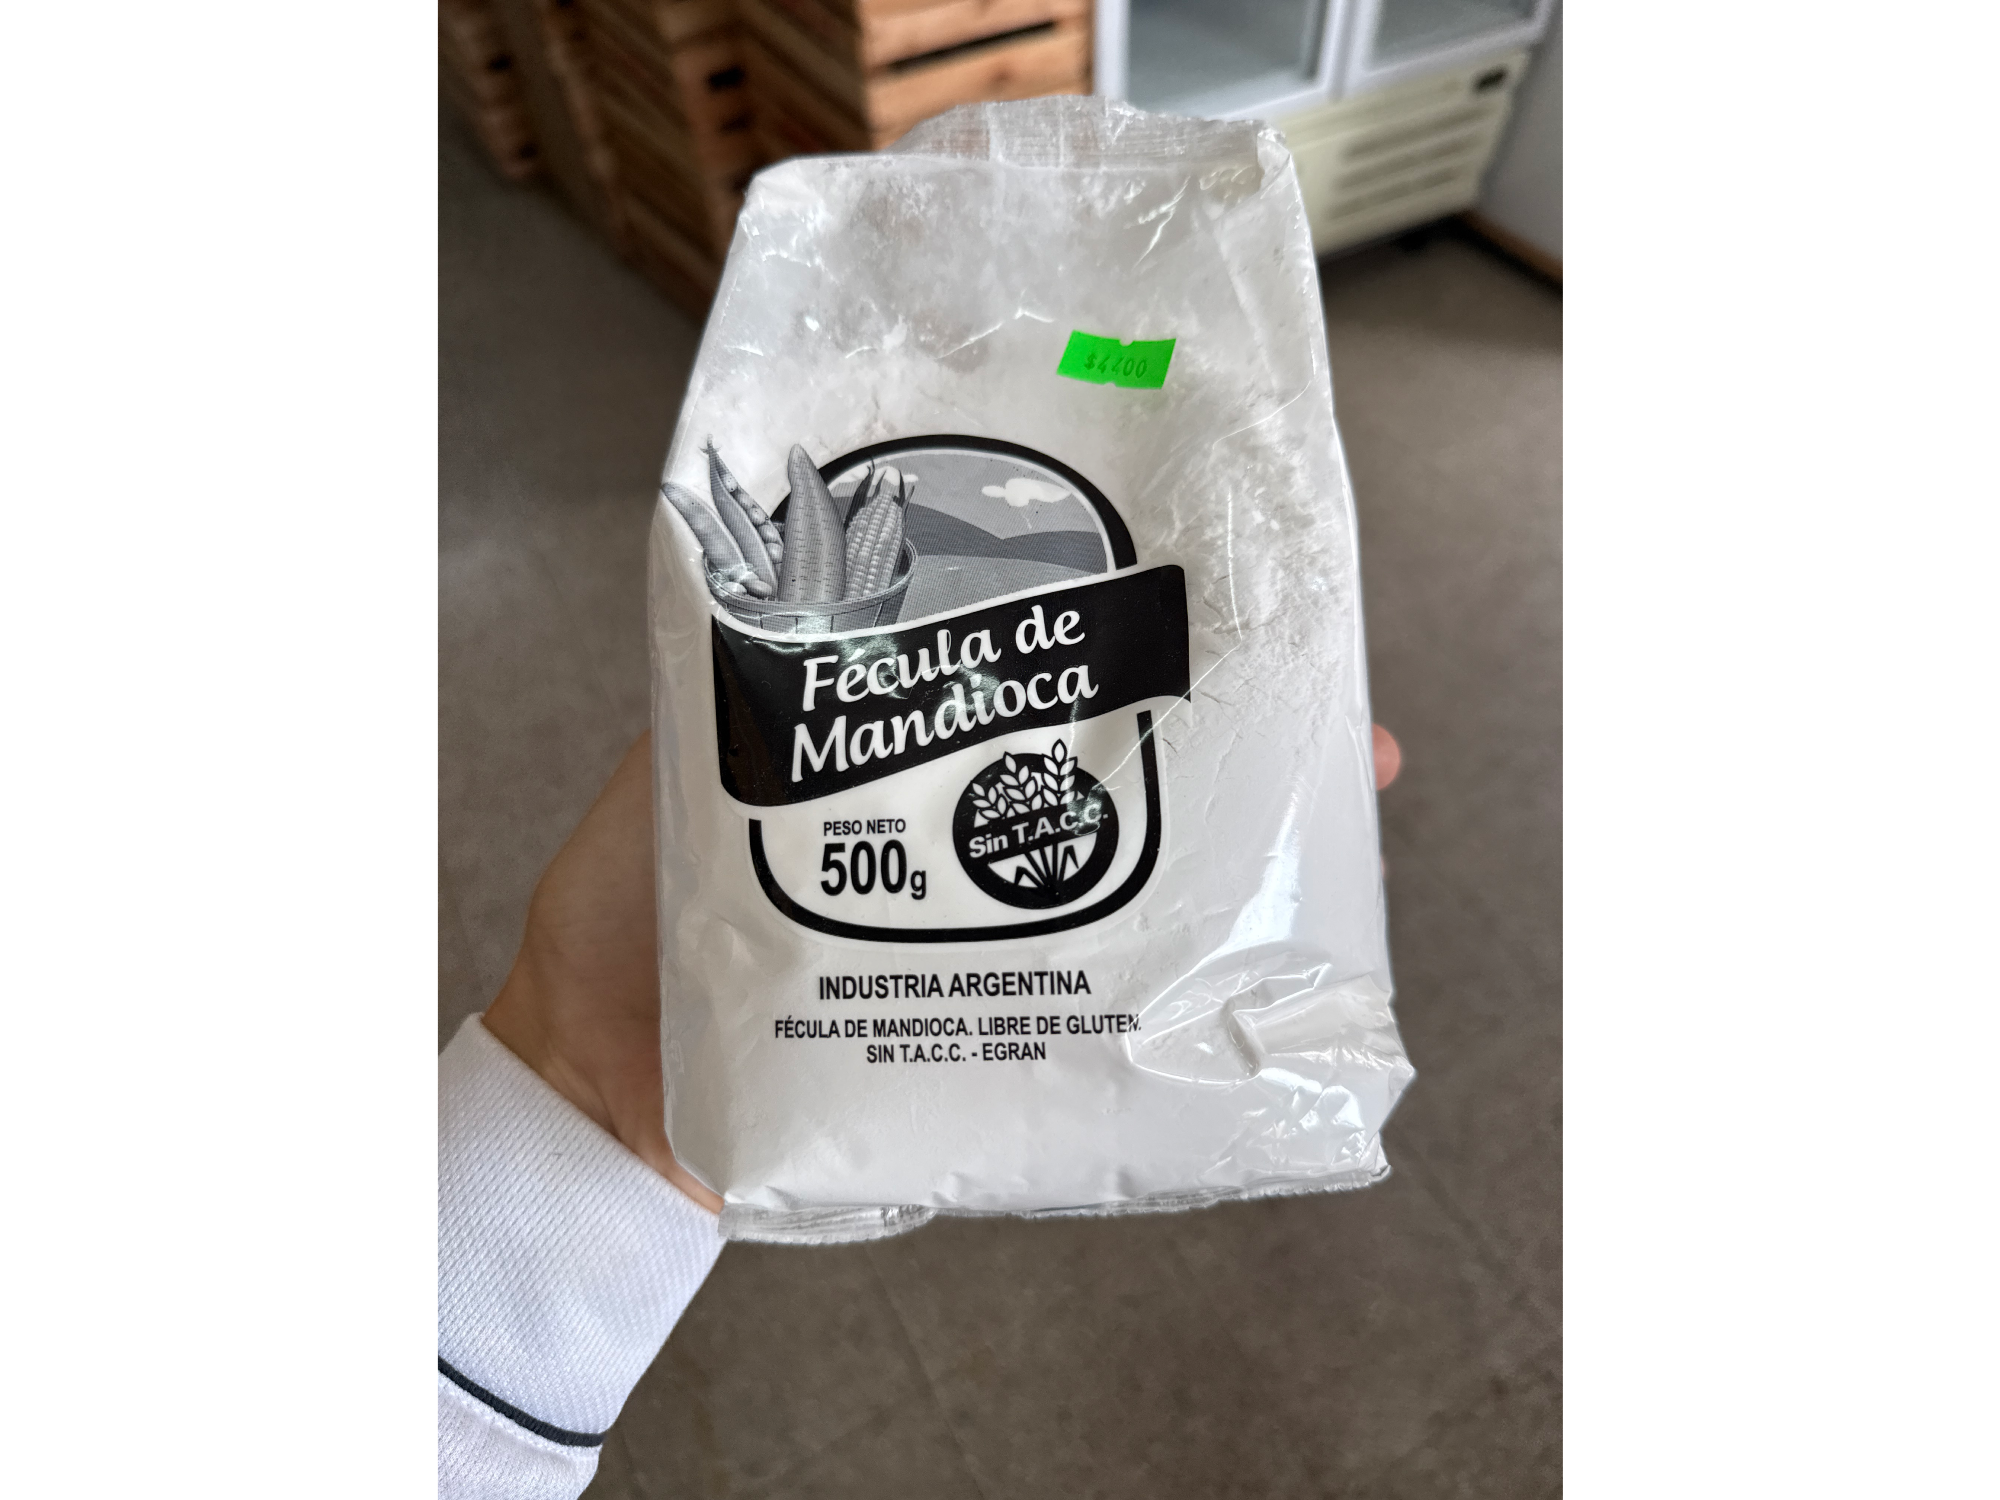 $4400
Fécula de
Mandioca
PESO NETO
500g
Sin T.A.C.C.
INDUSTRIA ARGENTINA
FÉCULA DE MANDIOCA. LIBRE DE GLUTEN.
SIN T.A.C.C. - EGRAN